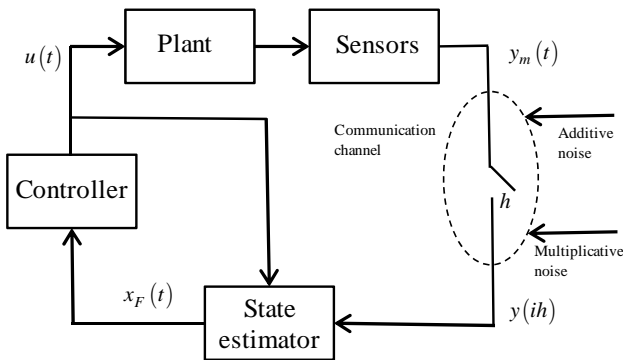 Plant
Sensors
u(t)
y_m(t)
Communication
channel
Additive
noise
Controller
h
Multiplicative
noise
x_F(t)
State
estimator
y(ih)